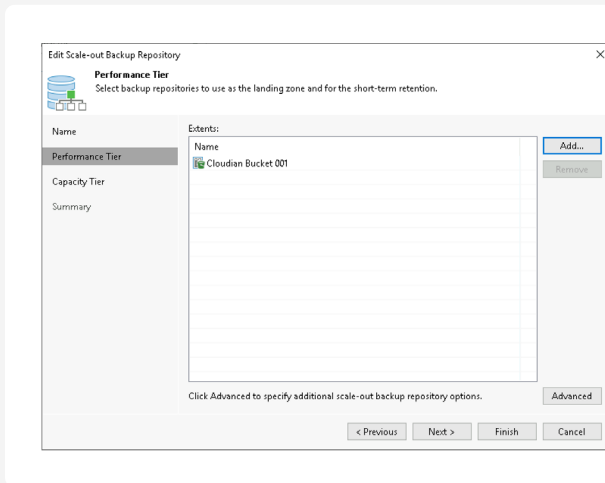 Edit Scale-out Backup Repository
Performance Tier
Select backup repositories to use as the landing zone and for the short-term retention.
Name
Performance Tier
Capacity Tier
Summary
Extents:
Name
Cloudian Bucket 001
Add...
Remove
Click Advanced to specify additional scale-out backup repository options.
Advanced
< Previous
Next >
Finish
Cancel